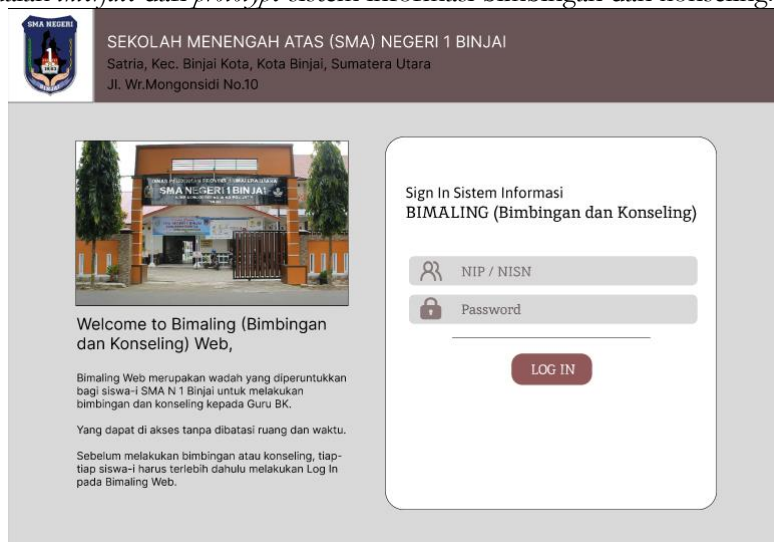 SMA NEGERI
1
BINJAI
SEKOLAH MENENGAH ATAS (SMA) NEGERI 1 BINJAI
Satria, Kec. Binjai Kota, Kota Binjai, Sumatera Utara
Jl. Wr.Mongonsidi No.10
SMA NEGERI 1 BINJAI
Welcome to Bimaling (Bimbingan
dan Konseling) Web,
Bimaling Web merupakan wadah yang diperuntukkan
bagi siswa-i SMA N 1 Binjai untuk melakukan
bimbingan dan konseling kepada Guru BK.
Yang dapat di akses tanpa dibatasi ruang dan waktu.
Sebelum melakukan bimbingan atau konseling, tiap-
tiap siswa-i harus terlebih dahulu melakukan Log In
pada Bimaling Web.
Sign In Sistem Informasi
BIMALING (Bimbingan dan Konseling)
NIP / NISN
Password
LOG IN